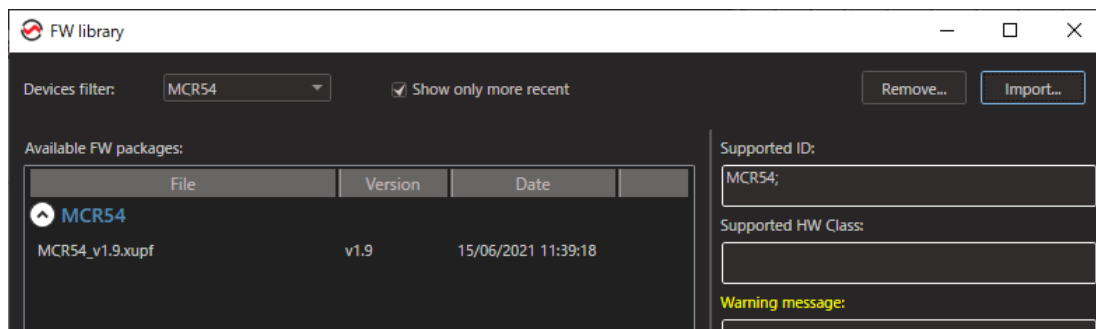 FW library
Devices filter: MCR54 Show only more recent Remove... Import...
Available FW packages:
File Version Date
MCR54
MCR54_v1.9.xupf v1.9 15/06/2021 11:39:18
Supported ID:
MCR54;
Supported HW Class:
Warning message: